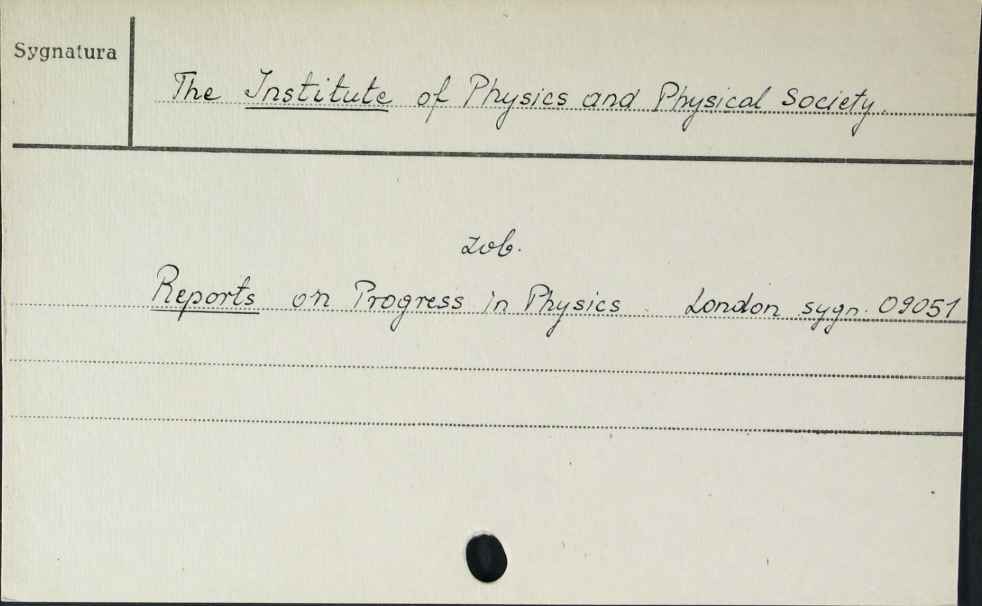 Sygnatura
The Institute of Physics and Physical Society.
zob.
Reports on Progress in Physics. London sygn. 09051